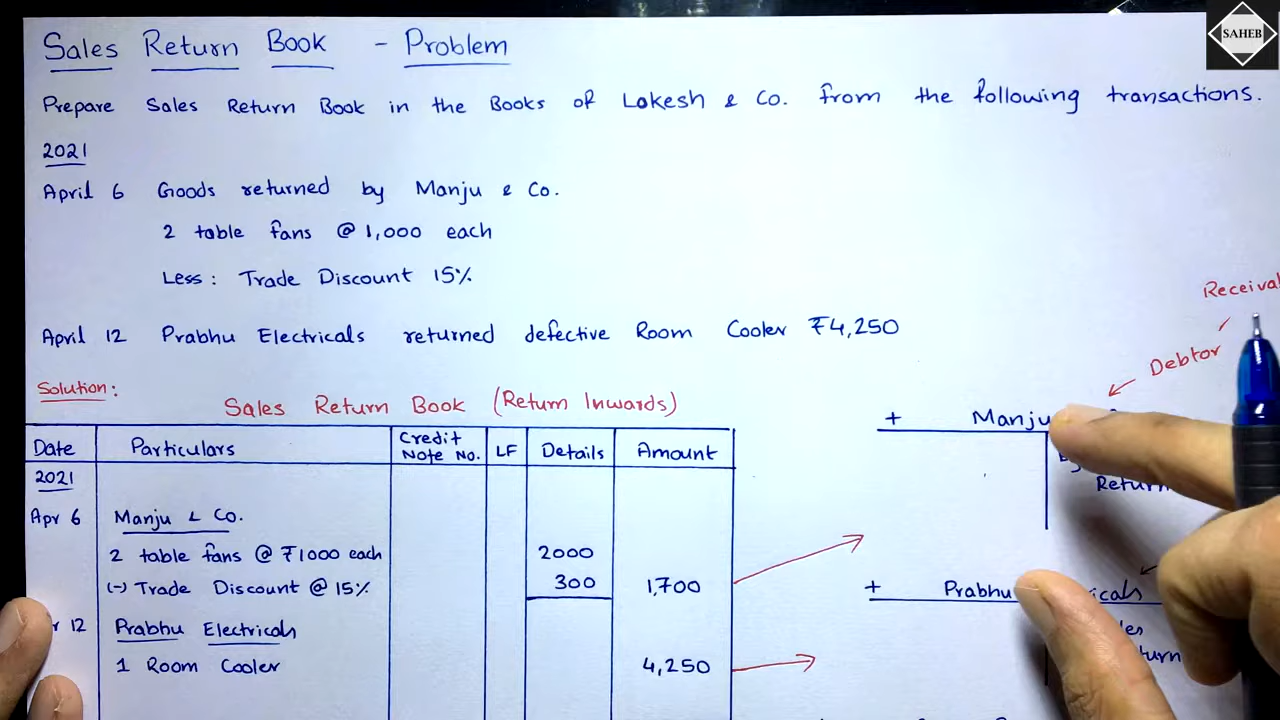 SAHEB
Sales Return Book - Problem
Prepare Sales Return Book in the Books of Lokesh & Co. from the following transactions.
2021
April 6 Goods returned by Manju & Co.
2 table fans @ 1,000 each
Less: Trade Discount 15%
April 12 Prabhu Electricals returned defective Room Cooler ₹4,250
Solution:
Sales Return Book (Return Inwards)
Date Particulars Credit Note No. LF Details Amount
2021
Apr 6 Manju & Co.
2 table fans @ ₹1000 each 2000
(-) Trade Discount @ 15% 300 1,700
12 Prabhu Electricals
1 Room Cooler 4,250
Debtor
+ Manju
Return
+ Prabhu